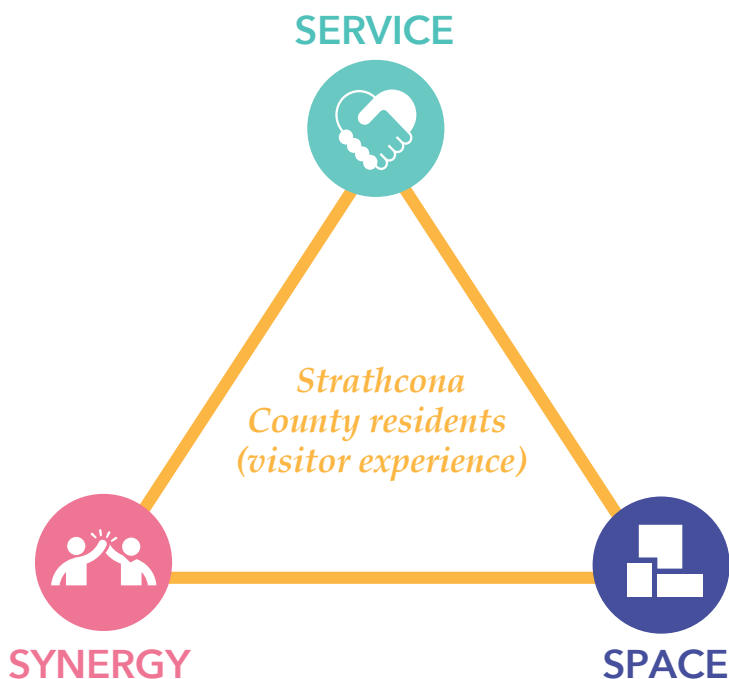 SERVICE
Strathcona
County residents
(visitor experience)
SYNERGY
SPACE